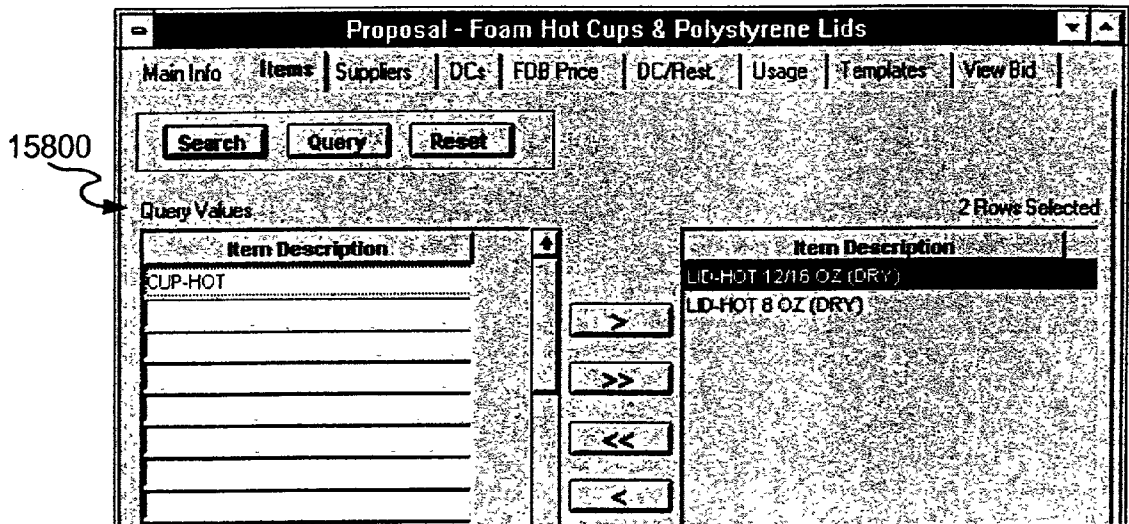 Proposal - Foam Hot Cups & Polystyrene Lids
Main Info Items Suppliers DCs FOB Price DC/Rest. Usage Templates View Bid
Search Query Reset
15800
Query Values 2 Rows Selected
Item Description Item Description
CUP-HOT LID-HOT 12/16 OZ (DRY)
LID-HOT 8 OZ (DRY)
>
>>
<<
<